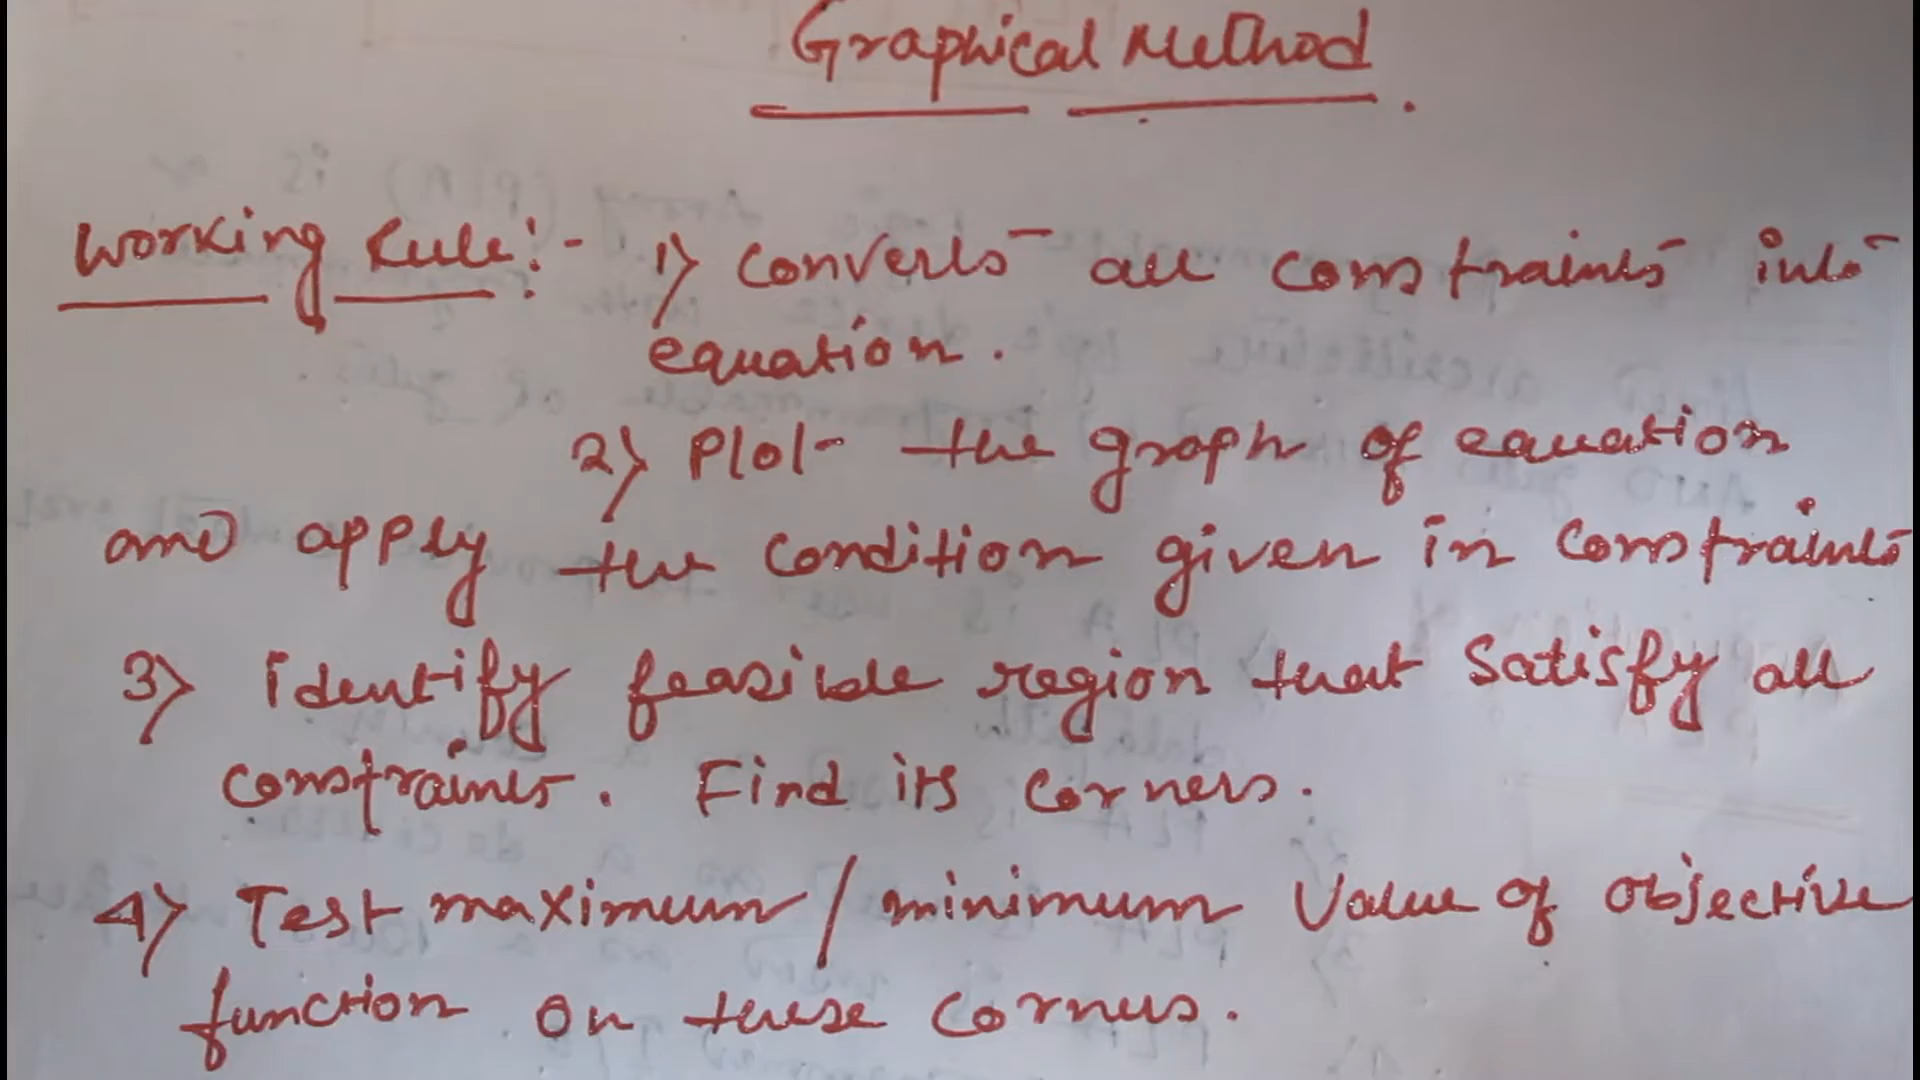 Graphical Method.
Working Rule:- 1) Converts all constraints into
equation.
2) Plot the graph of equation
and apply the condition given in constraints
3) Identify feasible region that satisfy all
constraints. Find its corners.
4) Test maximum/minimum value of objective
function on these corners.